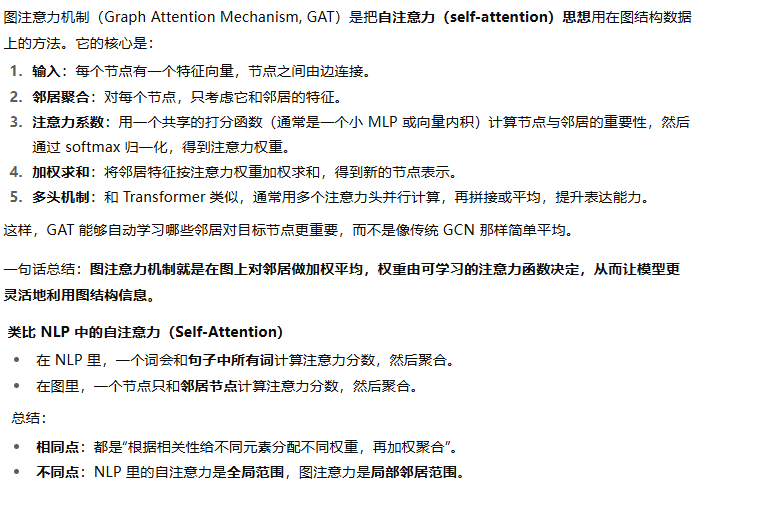 图注意力机制（Graph Attention Mechanism, GAT）是把自注意力（self-attention）思想用在图结构数据
上的方法。它的核心是：
1. 输入：每个节点有一个特征向量，节点之间由边连接。
2. 邻居聚合：对每个节点，只考虑它和邻居的特征。
3. 注意力系数：用一个共享的打分函数（通常是一个小 MLP 或向量内积）计算节点与邻居的重要性，然后
通过 softmax 归一化，得到注意力权重。
4. 加权求和：将邻居特征按注意力权重加权求和，得到新的节点表示。
5. 多头机制：和 Transformer 类似，通常用多个注意力头并行计算，再拼接或平均，提升表达能力。
这样，GAT 能够自动学习哪些邻居对目标节点更重要，而不是像传统 GCN 那样简单平均。
一句话总结：图注意力机制就是在图上对邻居做加权平均，权重由可学习的注意力函数决定，从而让模型更
灵活地利用图结构信息。
类比 NLP 中的自注意力（Self-Attention）
• 在 NLP 里，一个词会和句子中所有词计算注意力分数，然后聚合。
• 在图里，一个节点只和邻居节点计算注意力分数，然后聚合。
总结：
• 相同点：都是“根据相关性给不同元素分配不同权重，再加权聚合”。
• 不同点：NLP 里的自注意力是全局范围，图注意力是局部邻居范围。